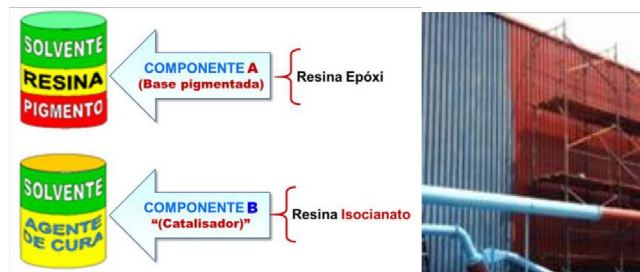 SOLVENTE
RESINA
PIGMENTO
COMPONENTE A
(Base pigmentada)
Resina Epóxi
SOLVENTE
AGENTE
DE CURA
COMPONENTE B
“(Catalisador)”
Resina Isocianato